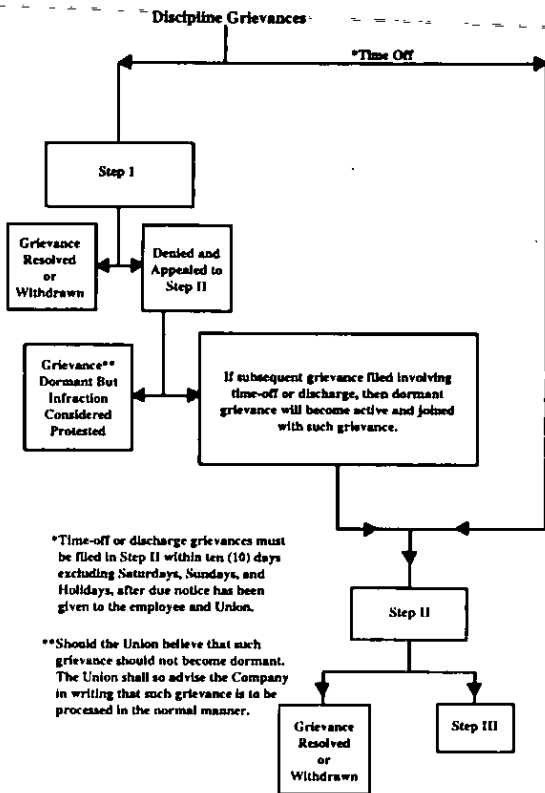 Discipline Grievances
*Time Off
Step I
Grievance
Resolved
or
Withdrawn
Denied and
Appealed to
Step II
Grievance**
Dormant But
Infraction
Considered
Protested
If subsequent grievance filed involving
time-off or discharge, then dormant
grievance will become active and joined
with such grievance.
*Time-off or discharge grievances must
be filed in Step II within ten (10) days
excluding Saturdays, Sundays, and
Holidays, after due notice has been
given to the employee and Union.
**Should the Union believe that such
grievance should not become dormant.
The Union shall so advise the Company
in writing that such grievance is to be
processed in the normal manner.
Step II
Grievance
Resolved
or
Withdrawn
Step III